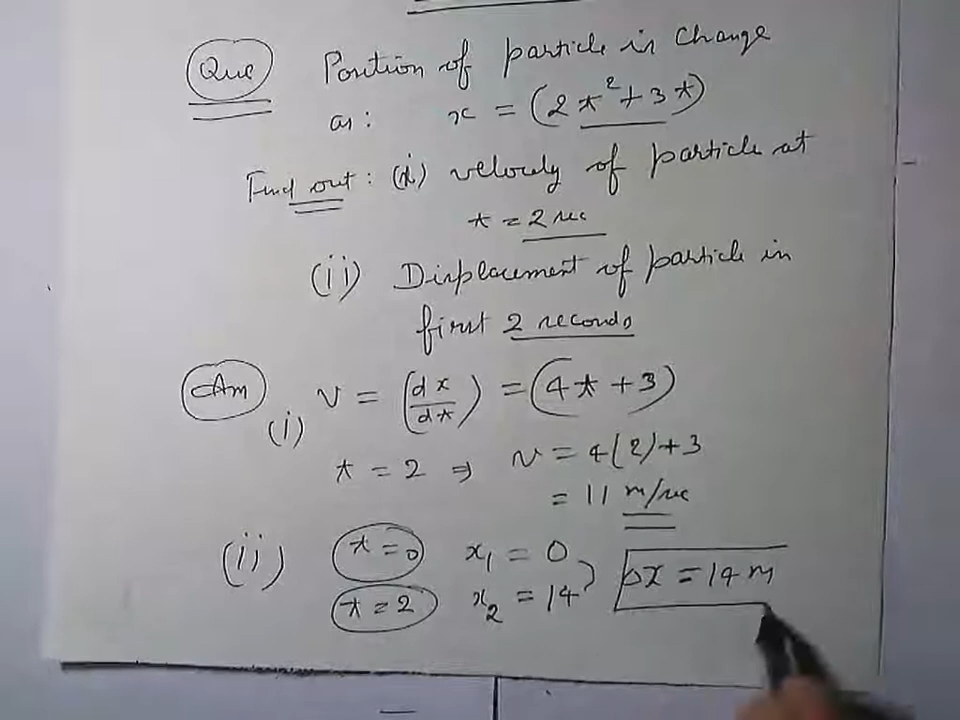 Que Position of particle is change
as: x = (2t² + 3t)
Find out: (i) velocity of particle at
t = 2 sec
(ii) Displacement of particle in
first 2 seconds
Ans (i) v = (dx/dt) = (4t + 3)
t = 2 ⇒ v = 4(2)+3
= 11 m/sec
(ii) t = 0 x₁ = 0
t = 2 x₂ = 14 Δx = 14 m